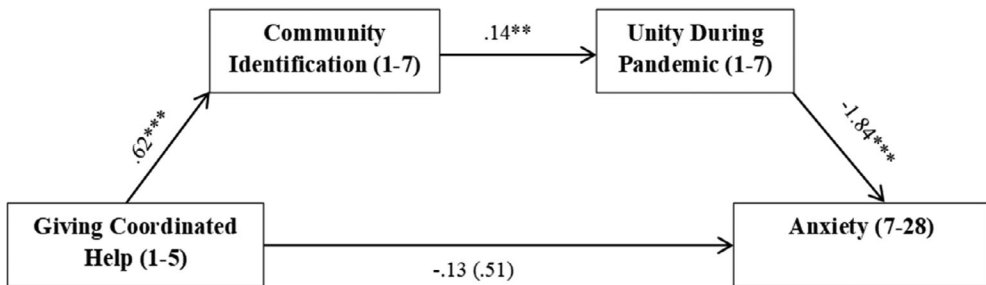 Community
Identification (1-7)
.14**
Unity During
Pandemic (1-7)
.62***
-1.84***
Giving Coordinated
Help (1-5)
-.13 (.51)
Anxiety (7-28)